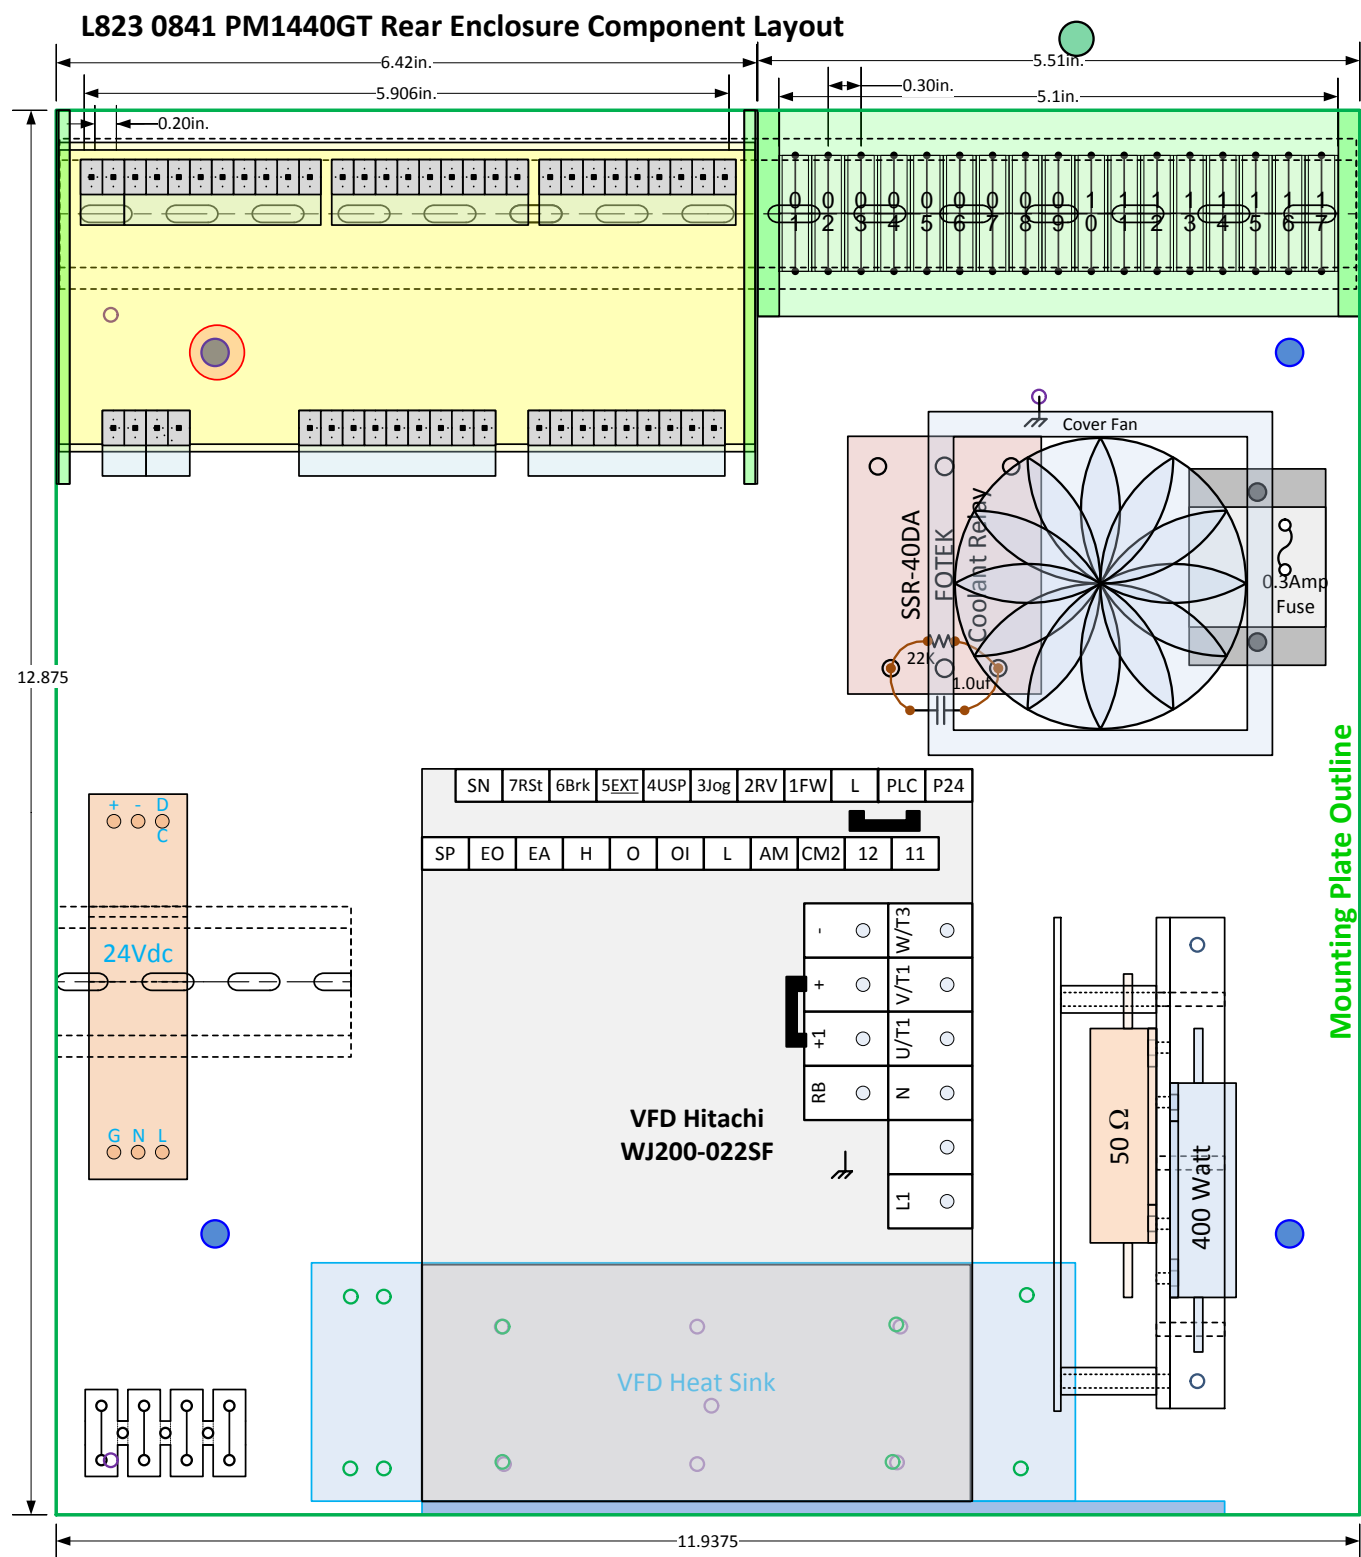 L823 0841 PM1440GT Rear Enclosure Component Layout
6.42in.
5.51in.
5.906in.
0.30in.
5.1in.
0.20in.
01 02 03 04 05 06 07 08 09 10 11 12 13 14 15 16 17
Cover Fan
SSR-40DA
FOTEK
Coolant Relay
0.3Amp
Fuse
22K
1.0uf
12.875
Mounting Plate Outline
SN 7RSt 6Brk 5EXT 4USP 3Jog 2RV 1FW L PLC P24
SP EO EA H O OI L AM CM2 12 11
+ - D
C
24Vdc
G N L
- W/T3
+ V/T1
+1 U/T1
RB N
L1
VFD Hitachi
WJ200-022SF
50 Ω
400 Watt
VFD Heat Sink
11.9375